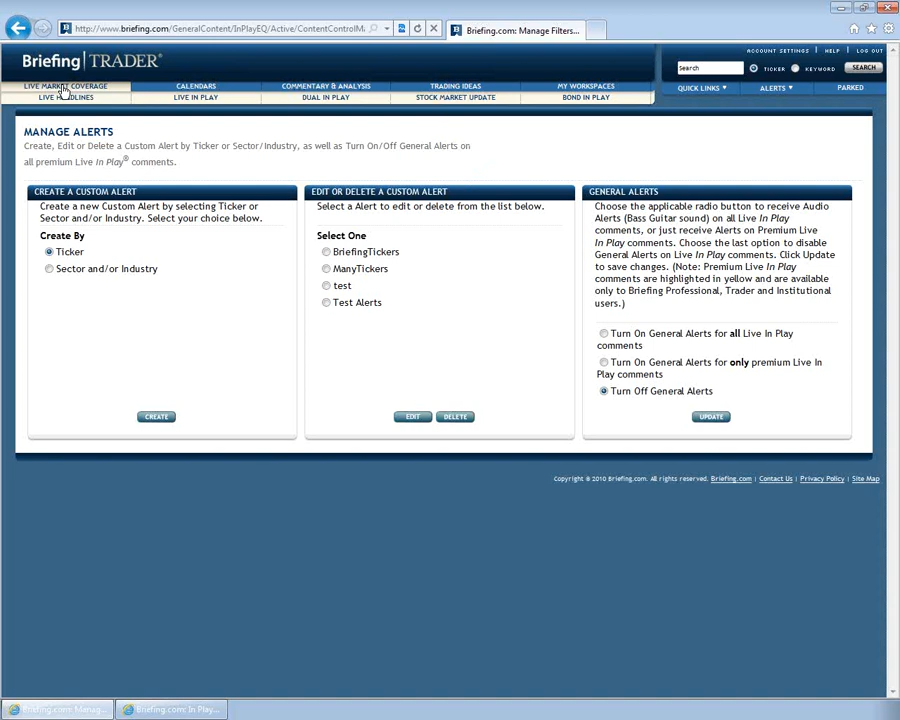 http://www.briefing.com/GeneralContent/InPlayEQ/Active/ContentControlMa
Briefing.com: Manage Filters...
Briefing TRADER®
ACCOUNT SETTINGS | HELP | LOG OUT
Search
TICKER
KEYWORD
SEARCH
LIVE MARKET COVERAGE
CALENDARS
COMMENTARY & ANALYSIS
TRADING IDEAS
MY WORKSPACES
QUICK LINKS
ALERTS
PARKED
LIVE HEADLINES
LIVE IN PLAY
DUAL IN PLAY
STOCK MARKET UPDATE
BOND IN PLAY
MANAGE ALERTS
Create, Edit or Delete a Custom Alert by Ticker or Sector/Industry, as well as Turn On/Off General Alerts on
all premium Live In Play® comments.
CREATE A CUSTOM ALERT
Create a new Custom Alert by selecting Ticker or
Sector and/or Industry. Select your choice below.
Create By
Ticker
Sector and/or Industry
CREATE
EDIT OR DELETE A CUSTOM ALERT
Select a Alert to edit or delete from the list below.
Select One
BriefingTickers
ManyTickers
test
Test Alerts
EDIT
DELETE
GENERAL ALERTS
Choose the applicable radio button to receive Audio
Alerts (Bass Guitar sound) on all Live In Play
comments, or just receive Alerts on Premium Live
In Play comments. Choose the last option to disable
General Alerts on Live In Play comments. Click Update
to save changes. (Note: Premium Live In Play
comments are highlighted in yellow and are available
only to Briefing Professional, Trader and Institutional
users.)
Turn On General Alerts for all Live In Play
comments
Turn On General Alerts for only premium Live In
Play comments
Turn Off General Alerts
UPDATE
Copyright © 2010 Briefing.com. All rights reserved. Briefing.com | Contact Us | Privacy Policy | Site Map
Briefing.com: Manag...
Briefing.com: In Play...